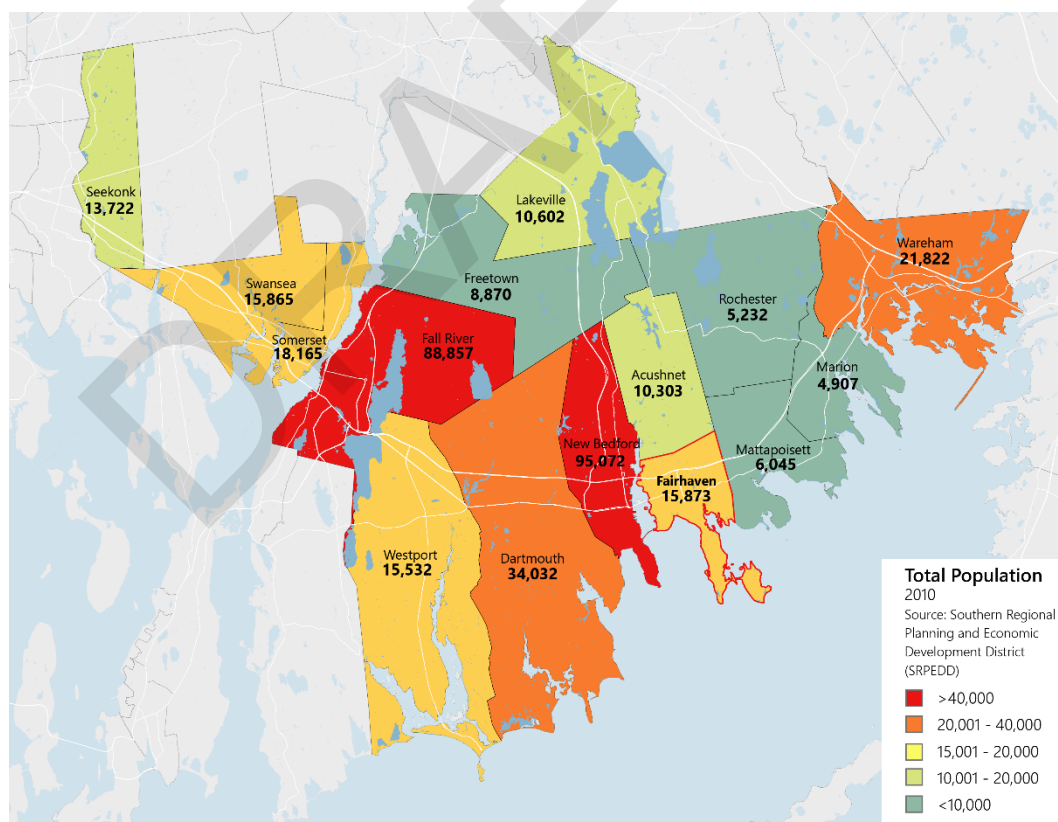 DRAFT
Seekonk
13,722
Lakeville
10,602
Wareham
21,822
Swansea
15,865
Freetown
8,870
Rochester
5,232
Somerset
18,165
Fall River
88,857
Acushnet
10,303
Marion
4,907
New Bedford
95,072
Mattapoisett
6,045
Fairhaven
15,873
Westport
15,532
Dartmouth
34,032
Total Population
2010
Source: Southern Regional
Planning and Economic
Development District
(SRPEDD)
>40,000
20,001 - 40,000
15,001 - 20,000
10,001 - 20,000
<10,000